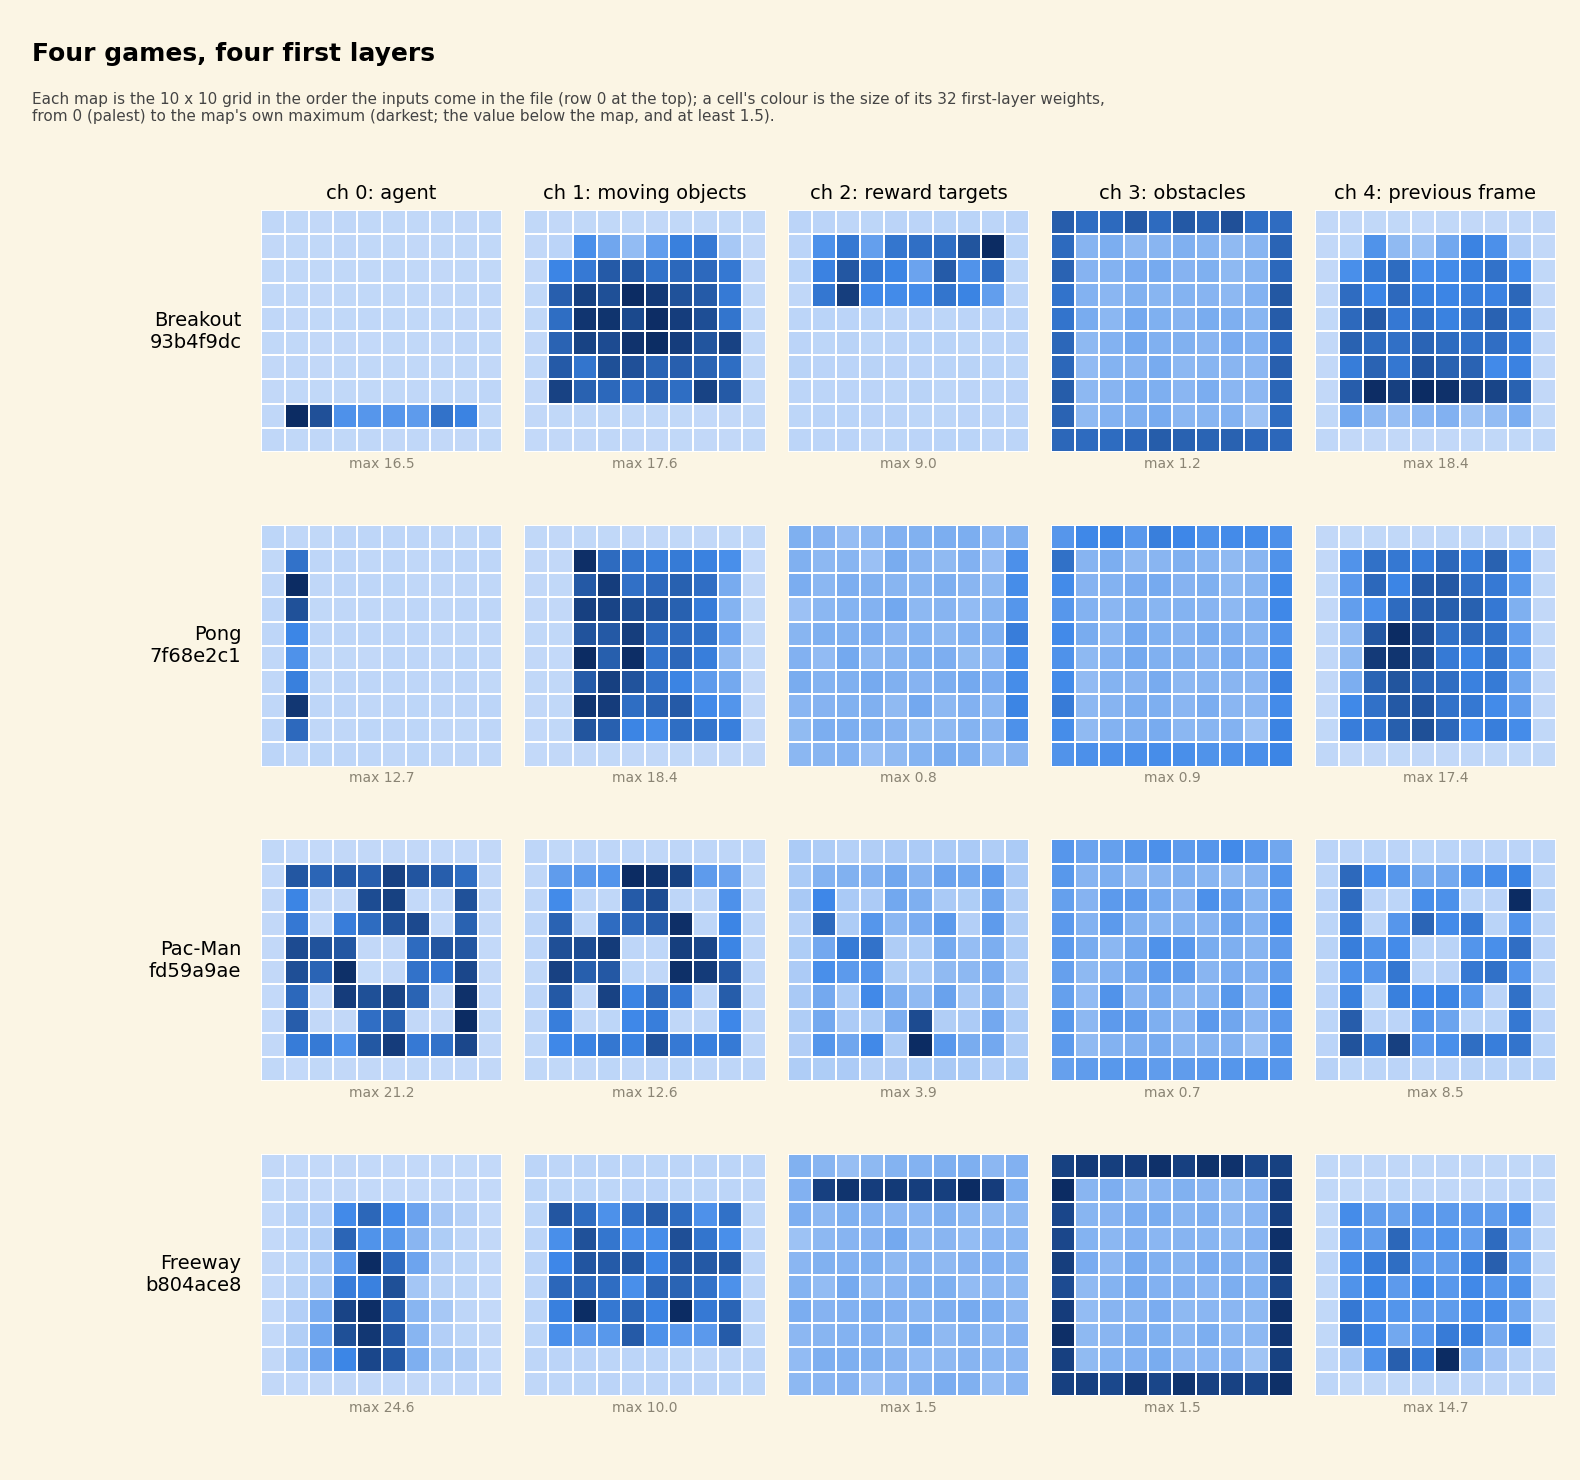 Four games, four first layers
Each map is the 10 x 10 grid in the order the inputs come in the file (row 0 at the top); a cell's colour is the size of its 32 first-layer weights,
from 0 (palest) to the map's own maximum (darkest; the value below the map, and at least 1.5).
ch 0: agent
ch 1: moving objects
ch 2: reward targets
ch 3: obstacles
ch 4: previous frame
Breakout
93b4f9dc
max 16.5
max 17.6
max 9.0
max 1.2
max 18.4
Pong
7f68e2c1
max 12.7
max 18.4
max 0.8
max 0.9
max 17.4
Pac-Man
fd59a9ae
max 21.2
max 12.6
max 3.9
max 0.7
max 8.5
Freeway
b804ace8
max 24.6
max 10.0
max 1.5
max 1.5
max 14.7